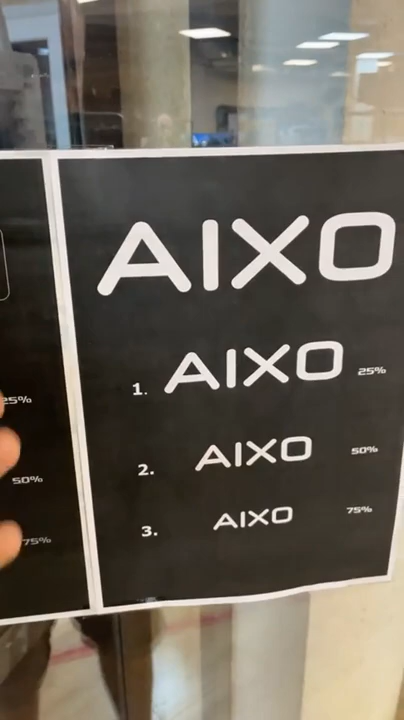 AIXO
1. AIXO 25%
2. AIXO 50%
3. AIXO 75%
25%
50%
75%